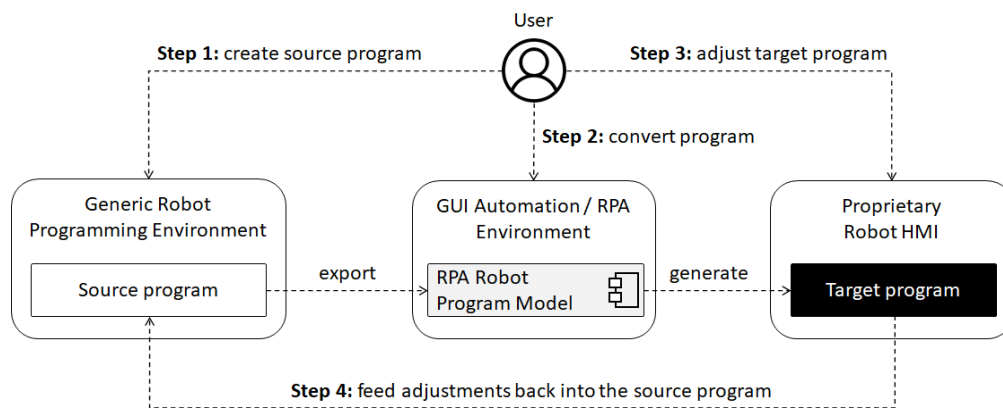 User
Step 1: create source program
Step 3: adjust target program
Step 2: convert program
Generic Robot
Programming Environment
GUI Automation / RPA
Environment
Proprietary
Robot HMI
Source program
export
RPA Robot
Program Model
generate
Target program
Step 4: feed adjustments back into the source program